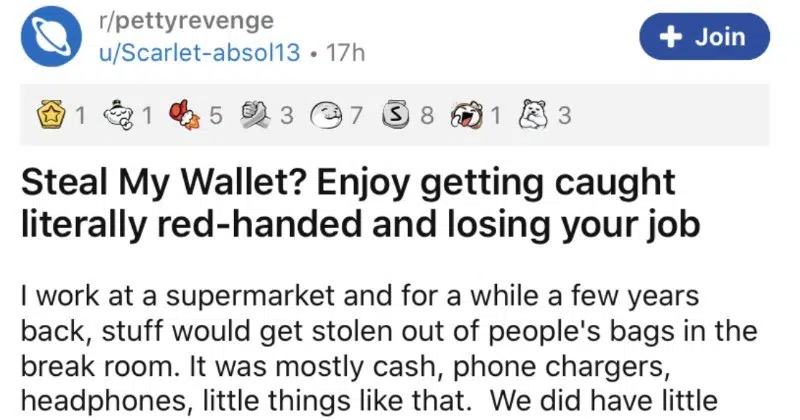 r/pettyrevenge
u/Scarlet-absol13 • 17h
+ Join
1 1 5 3 7 S 8 1 3
Steal My Wallet? Enjoy getting caught
literally red-handed and losing your job
I work at a supermarket and for a while a few years
back, stuff would get stolen out of people's bags in the
break room. It was mostly cash, phone chargers,
headphones, little things like that.  We did have little